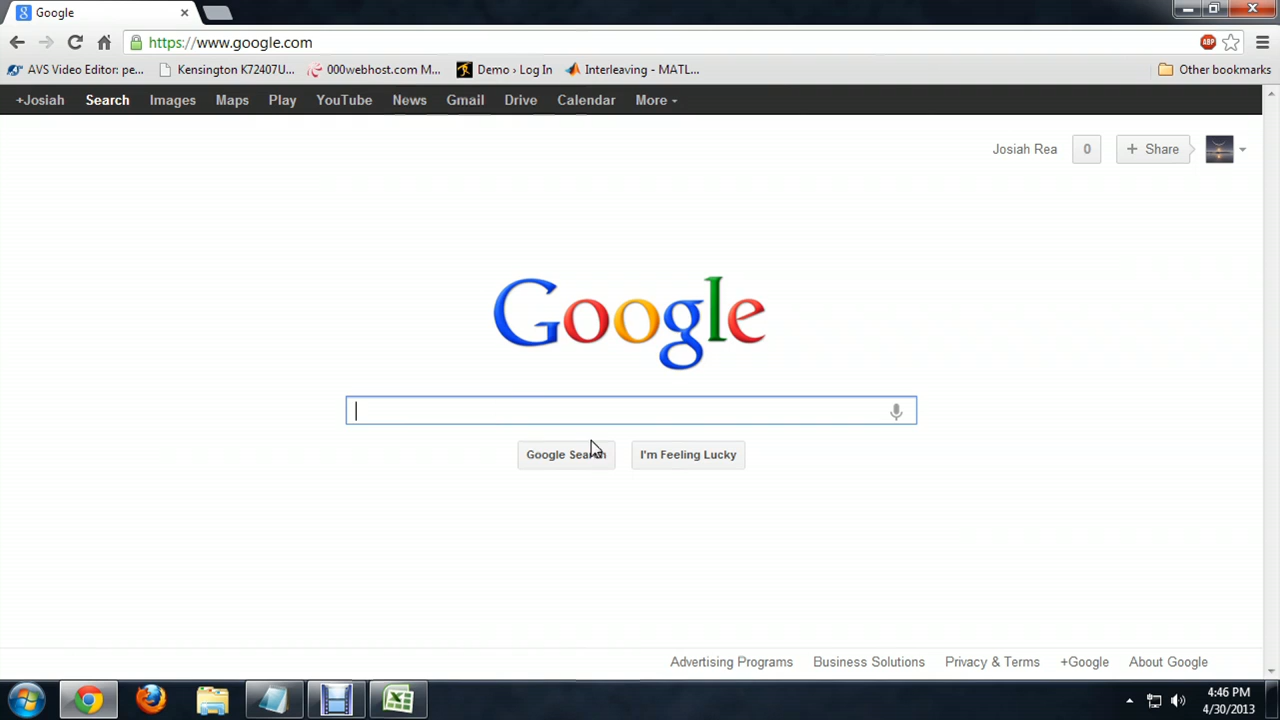 Google
https://www.google.com
ABP
AVS Video Editor: pe... Kensington K72407U... 000webhost.com M... Demo › Log In Interleaving - MATL... Other bookmarks
+Josiah Search Images Maps Play YouTube News Gmail Drive Calendar More
Josiah Rea 0 + Share
Google
Google Search I'm Feeling Lucky
Advertising Programs Business Solutions Privacy & Terms +Google About Google
4:46 PM
4/30/2013